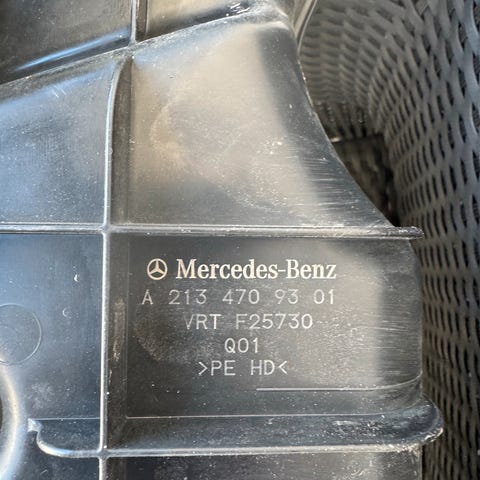 Mercedes-Benz
A 213 470 93 01
VRT F25730
Q01
>PE HD<